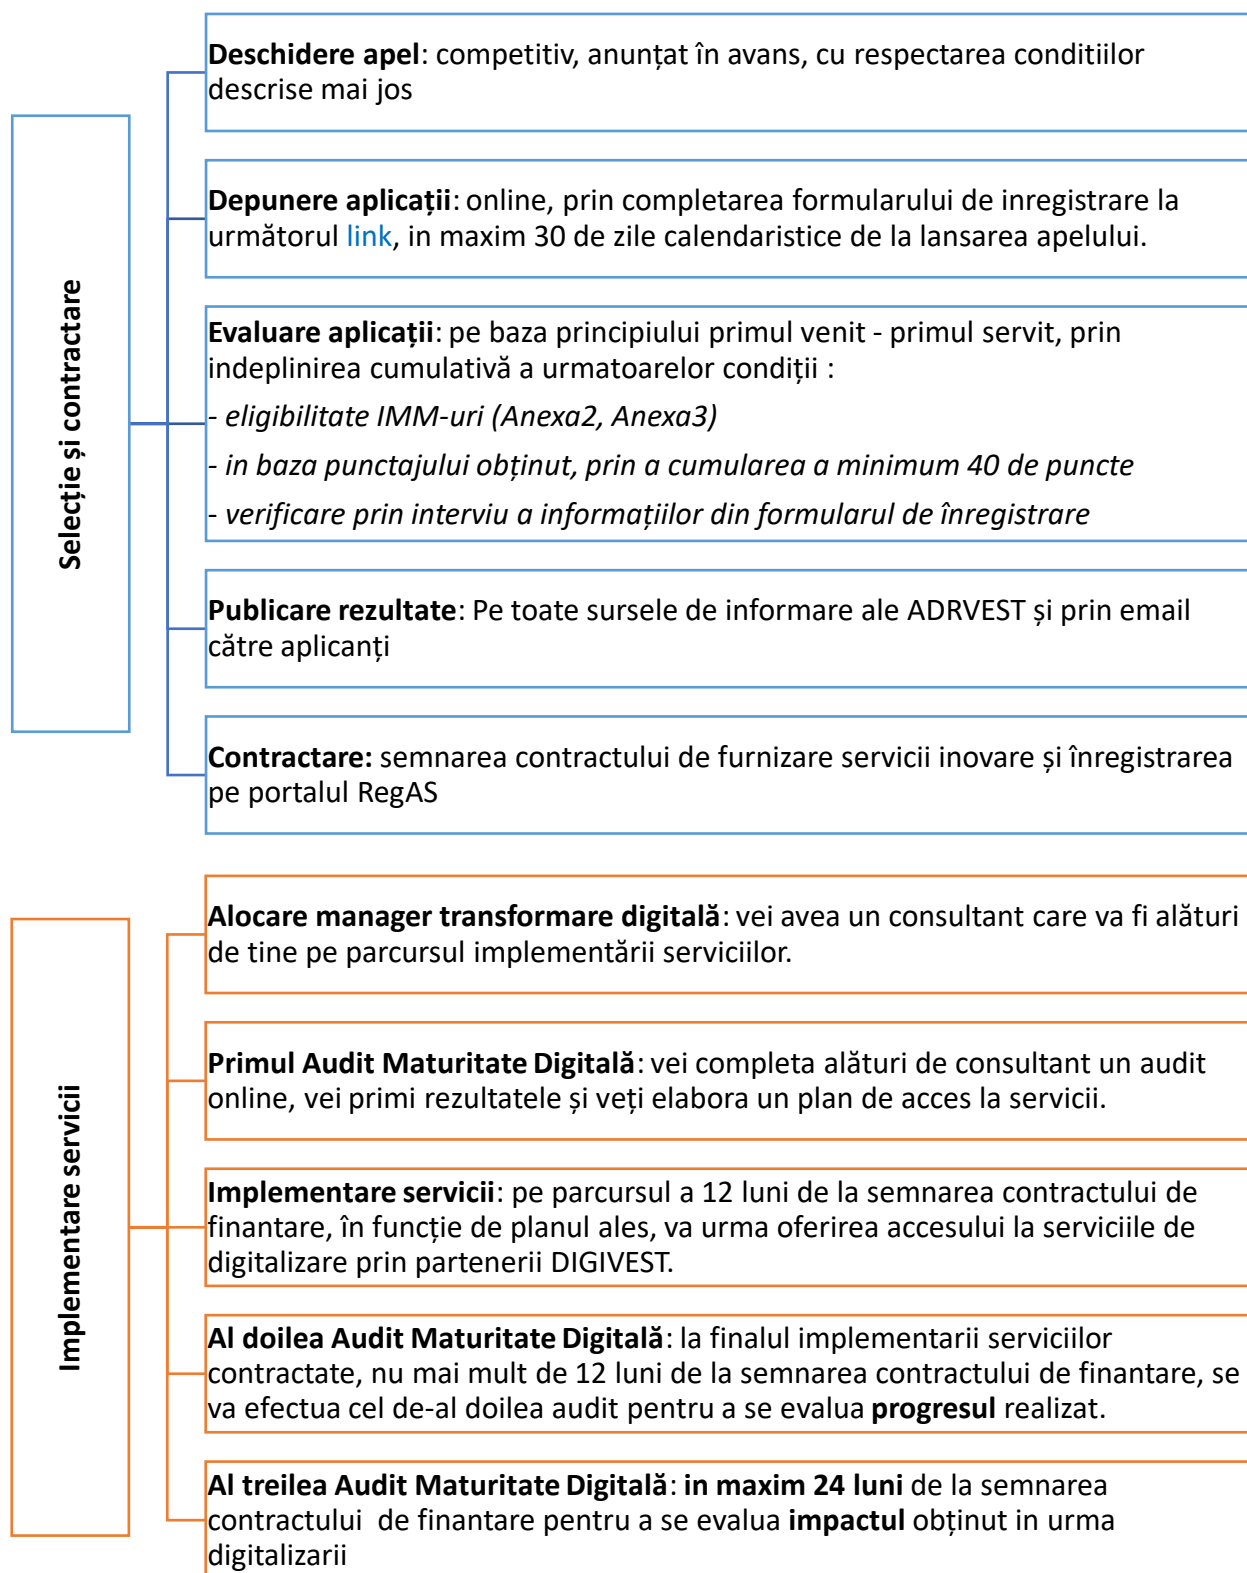 Selecție și contractare
Deschidere apel: competitiv, anunțat în avans, cu respectarea conditiilor
descrise mai jos
Depunere aplicații: online, prin completarea formularului de inregistrare la
următorul link, in maxim 30 de zile calendaristice de la lansarea apelului.
Evaluare aplicații: pe baza principiului primul venit - primul servit, prin
indeplinirea cumulativă a urmatoarelor condiții :
- eligibilitate IMM-uri (Anexa2, Anexa3)
- in baza punctajului obținut, prin a cumularea a minimum 40 de puncte
- verificare prin interviu a informațiilor din formularul de înregistrare
Publicare rezultate: Pe toate sursele de informare ale ADRVEST și prin email
către aplicanți
Contractare: semnarea contractului de furnizare servicii inovare și înregistrarea
pe portalul RegAS
Implementare servicii
Alocare manager transformare digitală: vei avea un consultant care va fi alături
de tine pe parcursul implementării serviciilor.
Primul Audit Maturitate Digitală: vei completa alături de consultant un audit
online, vei primi rezultatele și veți elabora un plan de acces la servicii.
Implementare servicii: pe parcursul a 12 luni de la semnarea contractului de
finantare, în funcție de planul ales, va urma oferirea accesului la serviciile de
digitalizare prin partenerii DIGIVEST.
Al doilea Audit Maturitate Digitală: la finalul implementarii serviciilor
contractate, nu mai mult de 12 luni de la semnarea contractului de finantare, se
va efectua cel de-al doilea audit pentru a se evalua progresul realizat.
Al treilea Audit Maturitate Digitală: in maxim 24 luni de la semnarea
contractului de finantare pentru a se evalua impactul obținut in urma
digitalizarii